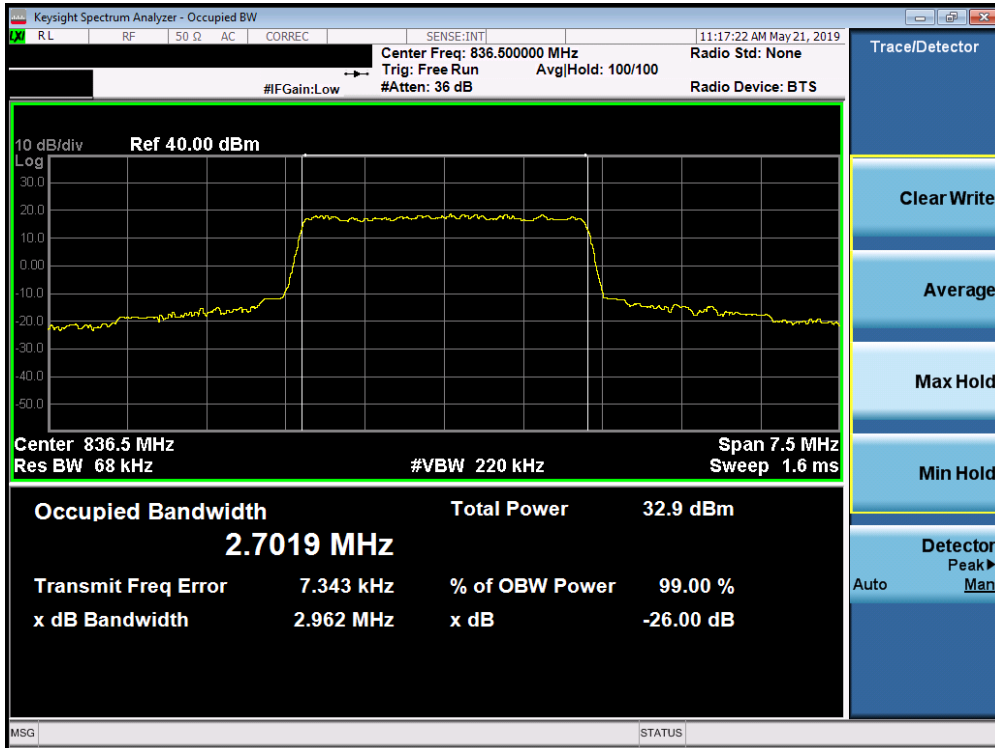 Keysight Spectrum Analyzer - Occupied BW
LXI RL RF 50 Ω AC CORREC SENSE:INT 11:17:22 AM May 21, 2019
Center Freq: 836.500000 MHz Radio Std: None
Trig: Free Run Avg|Hold: 100/100
#IFGain:Low #Atten: 36 dB Radio Device: BTS
10 dB/div Ref 40.00 dBm
Log
30.0
20.0
10.0
0.00
-10.0
-20.0
-30.0
-40.0
-50.0
Center 836.5 MHz Span 7.5 MHz
Res BW 68 kHz #VBW 220 kHz Sweep 1.6 ms
Occupied Bandwidth Total Power 32.9 dBm
2.7019 MHz
Transmit Freq Error 7.343 kHz % of OBW Power 99.00 %
x dB Bandwidth 2.962 MHz x dB -26.00 dB
Trace/Detector
Clear Write
Average
Max Hold
Min Hold
Detector
Peak▶
Auto Man
MSG STATUS